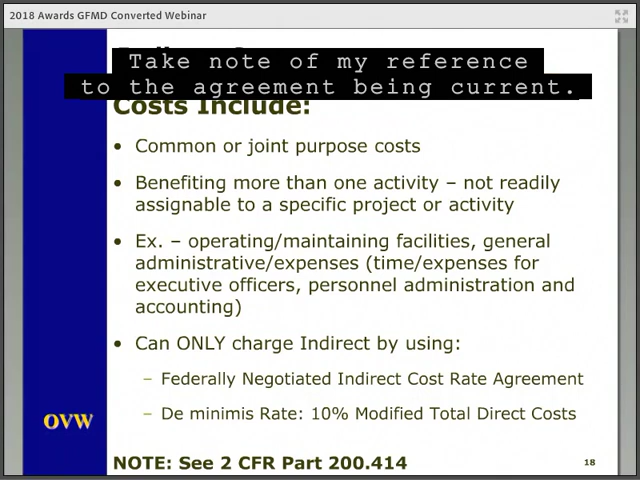 2018 Awards GFMD Converted Webinar
Take note of my reference
to the agreement being current.
Costs Include:
• Common or joint purpose costs
• Benefiting more than one activity – not readily
assignable to a specific project or activity
• Ex. – operating/maintaining facilities, general
administrative/expenses (time/expenses for
executive officers, personnel administration and
accounting)
• Can ONLY charge Indirect by using:
– Federally Negotiated Indirect Cost Rate Agreement
– De minimis Rate: 10% Modified Total Direct Costs
OVW
NOTE: See 2 CFR Part 200.414
18